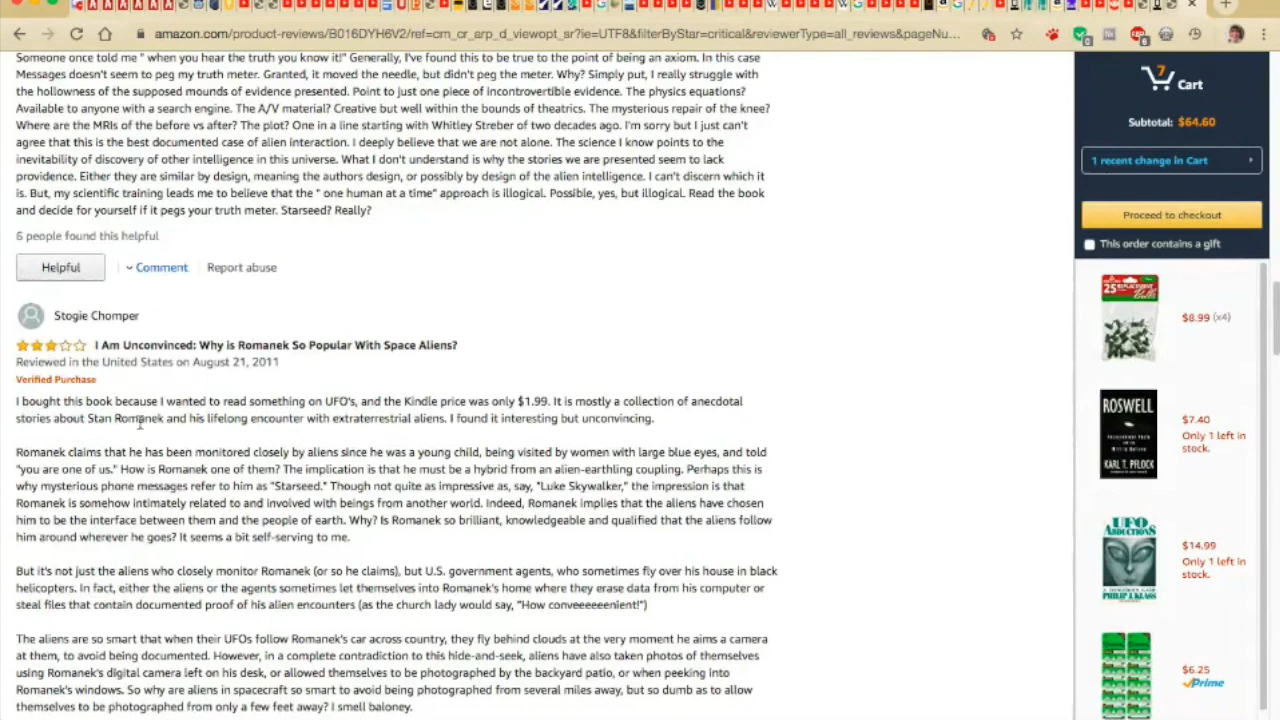 amazon.com/product-reviews/B016DYH6V2/ref=cm_cr_arp_d_viewopt_sr?ie=UTF8&filterByStar=critical&reviewerType=all_reviews&pageNu...
Someone once told me " when you hear the truth you know it!" Generally, I've found this to be true to the point of being an axiom. In this case
Messages doesn't seem to peg my truth meter. Granted, it moved the needle, but didn't peg the meter. Why? Simply put, I really struggle with
the hollowness of the supposed mounds of evidence presented. Point to just one piece of incontrovertible evidence. The physics equations?
Available to anyone with a search engine. The A/V material? Creative but well within the bounds of theatrics. The mysterious repair of the knee?
Where are the MRIs of the before vs after? The plot? One in a line starting with Whitley Streber of two decades ago. I'm sorry but I just can't
agree that this is the best documented case of alien interaction. I deeply believe that we are not alone. The science I know points to the
inevitability of discovery of other intelligence in this universe. What I don't understand is why the stories we are presented seem to lack
providence. Either they are similar by design, meaning the authors design, or possibly by design of the alien intelligence. I can't discern which it
is. But, my scientific training leads me to believe that the " one human at a time" approach is illogical. Possible, yes, but illogical. Read the book
and decide for yourself if it pegs your truth meter. Starseed? Really?
6 people found this helpful
Helpful
Comment
Report abuse
Stogie Chomper
I Am Unconvinced: Why is Romanek So Popular With Space Aliens?
Reviewed in the United States on August 21, 2011
Verified Purchase
I bought this book because I wanted to read something on UFO's, and the Kindle price was only $1.99. It is mostly a collection of anecdotal
stories about Stan Romanek and his lifelong encounter with extraterrestrial aliens. I found it interesting but unconvincing.
Romanek claims that he has been monitored closely by aliens since he was a young child, being visited by women with large blue eyes, and told
"you are one of us." How is Romanek one of them? The implication is that he must be a hybrid from an alien-earthling coupling. Perhaps this is
why mysterious phone messages refer to him as "Starseed." Though not quite as impressive as, say, "Luke Skywalker," the impression is that
Romanek is somehow intimately related to and involved with beings from another world. Indeed, Romanek implies that the aliens have chosen
him to be the interface between them and the people of earth. Why? Is Romanek so brilliant, knowledgeable and qualified that the aliens follow
him around wherever he goes? It seems a bit self-serving to me.
But it's not just the aliens who closely monitor Romanek (or so he claims), but U.S. government agents, who sometimes fly over his house in black
helicopters. In fact, either the aliens or the agents sometimes let themselves into Romanek's home where they erase data from his computer or
steal files that contain documented proof of his alien encounters (as the church lady would say, "How conveeeeeenient!")
The aliens are so smart that when their UFOs follow Romanek's car across country, they fly behind clouds at the very moment he aims a camera
at them, to avoid being documented. However, in a complete contradiction to this hide-and-seek, aliens have also taken photos of themselves
using Romanek's digital camera left on his desk, or allowed themselves to be photographed by the backyard patio, or when peeking into
Romanek's windows. So why are aliens in spacecraft so smart to avoid being photographed from several miles away, but so dumb as to allow
themselves to be photographed from only a few feet away? I smell baloney.
7
Cart
Subtotal: $64.60
1 recent change in Cart
Proceed to checkout
This order contains a gift
25 REPLACEMENT
$8.99 (x4)
ROSWELL
KARL T. PFLOCK
$7.40
Only 1 left in
stock.
UFO
ABDUCTIONS
PHILIP J. KLASS
$14.99
Only 1 left in
stock.
$6.25
Prime